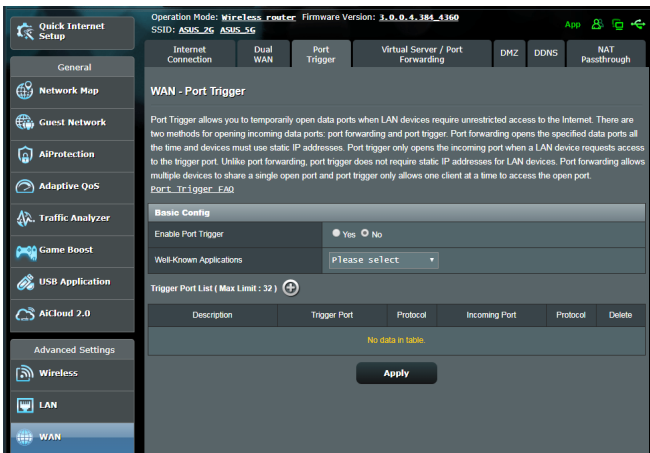 Operation Mode: Wireless router Firmware Version: 3.0.0.4.384_4360
SSID: ASUS_2G ASUS_5G
App
Quick Internet
Setup
General
Network Map
Guest Network
AiProtection
Adaptive QoS
Traffic Analyzer
Game Boost
USB Application
AiCloud 2.0
Advanced Settings
Wireless
LAN
WAN
Internet
Connection
Dual
WAN
Port
Trigger
Virtual Server / Port
Forwarding
DMZ
DDNS
NAT
Passthrough
WAN - Port Trigger
Port Trigger allows you to temporarily open data ports when LAN devices require unrestricted access to the Internet. There are
two methods for opening incoming data ports: port forwarding and port trigger. Port forwarding opens the specified data ports all
the time and devices must use static IP addresses. Port trigger only opens the incoming port when a LAN device requests access
to the trigger port. Unlike port forwarding, port trigger does not require static IP addresses for LAN devices. Port forwarding allows
multiple devices to share a single open port and port trigger only allows one client at a time to access the open port.
Port Trigger FAQ
Basic Config
Enable Port Trigger Yes No
Well-Known Applications Please select
Trigger Port List ( Max Limit : 32 )
Description Trigger Port Protocol Incoming Port Protocol Delete
No data in table.
Apply